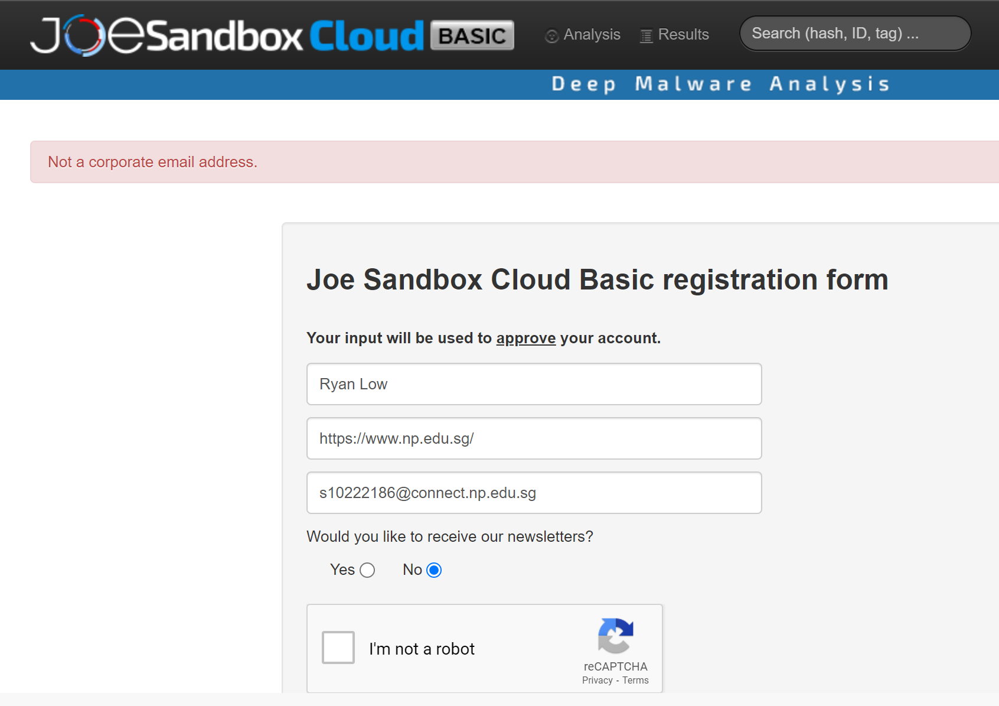 JOESandbox Cloud BASIC
Analysis
Results
Search (hash, ID, tag) ...
Deep Malware Analysis
Not a corporate email address.
Joe Sandbox Cloud Basic registration form
Your input will be used to approve your account.
Ryan Low
https://www.np.edu.sg/
s10222186@connect.np.edu.sg
Would you like to receive our newsletters?
Yes No
I'm not a robot
reCAPTCHA
Privacy - Terms